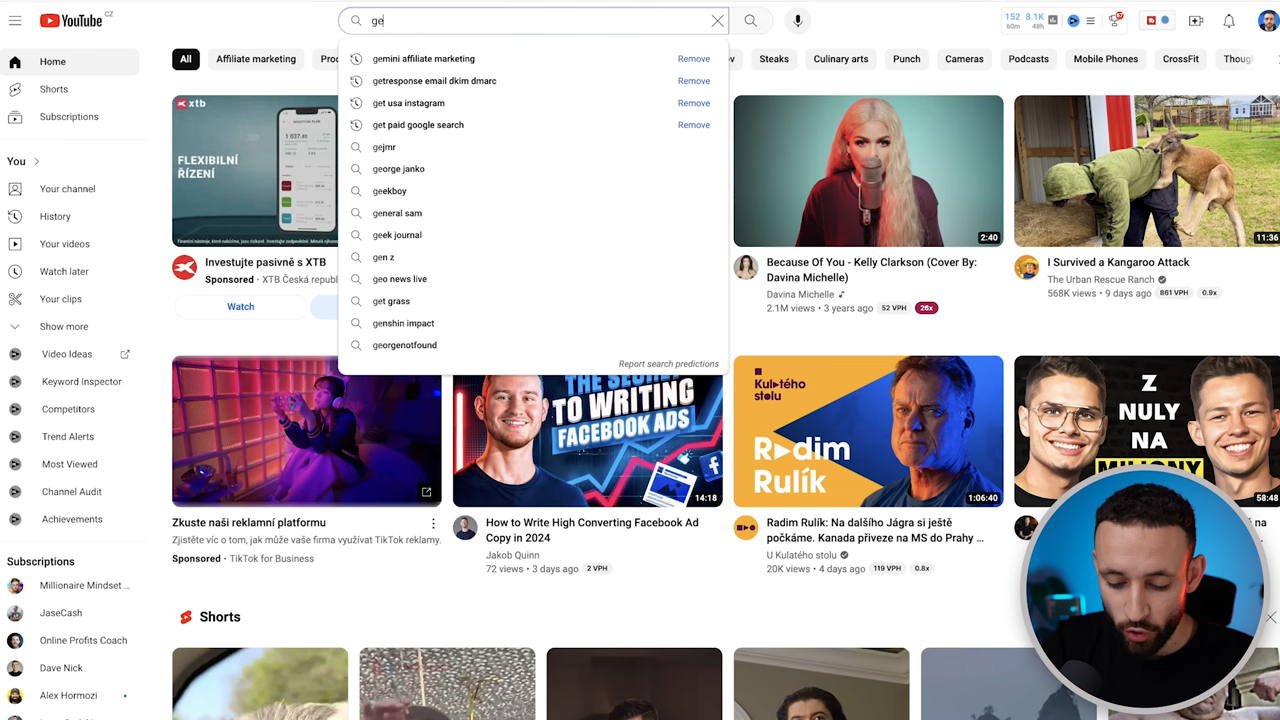 YouTube CZ
ge
152 8.1K
60m 48h
Home
Shorts
Subscriptions
You
Your channel
History
Your videos
Watch later
Your clips
Show more
Video Ideas
Keyword Inspector
Competitors
Trend Alerts
Most Viewed
Channel Audit
Achievements
Subscriptions
Millionaire Mindset ...
JaseCash
Online Profits Coach
Dave Nick
Alex Hormozi
All
Affiliate marketing
Steaks
Culinary arts
Punch
Cameras
Podcasts
Mobile Phones
CrossFit
gemini affiliate marketing Remove
getresponse email dkim dmarc Remove
get usa instagram Remove
get paid google search Remove
gejmr
george janko
geekboy
general sam
geek journal
gen z
geo news live
get grass
genshin impact
georgenotfound
Report search predictions
xtb
FLEXIBILNÍ
ŘÍZENÍ
Investujte pasivně s XTB
Sponsored · XTB Česká republ
Watch
2:40
Because Of You - Kelly Clarkson (Cover By:
Davina Michelle)
Davina Michelle
2.1M views • 3 years ago 52 VPH 26x
11:36
I Survived a Kangaroo Attack
The Urban Rescue Ranch
568K views • 9 days ago 861 VPH 0.9x
Zkuste naši reklamní platformu
Zjistěte víc o tom, jak může vaše firma využívat TikTok reklamy.
Sponsored · TikTok for Business
THE SECRET
TO WRITING
FACEBOOK ADS
14:18
How to Write High Converting Facebook Ad
Copy in 2024
Jakob Quinn
72 views • 3 days ago 2 VPH
Kulatého
stolu
Radim
Rulík
1:06:40
Radim Rulík: Na dalšího Jágra si ještě
počkáme. Kanada přiveze na MS do Prahy ...
U Kulatého stolu
20K views • 4 days ago 119 VPH 0.8x
Z
NULY
NA
MILIONY
58:48
Shorts